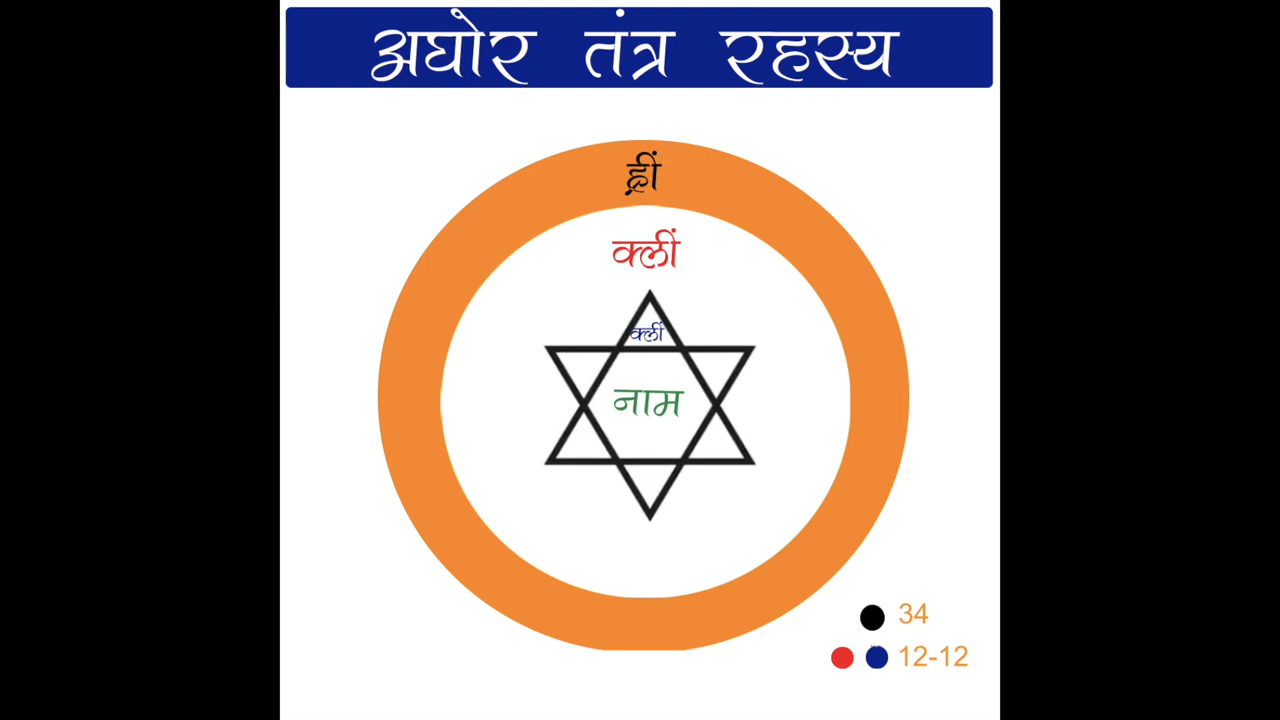 अघोर तंत्र रहस्य
ह्रीं
क्लीं
क्लीं
नाम
34
12-12